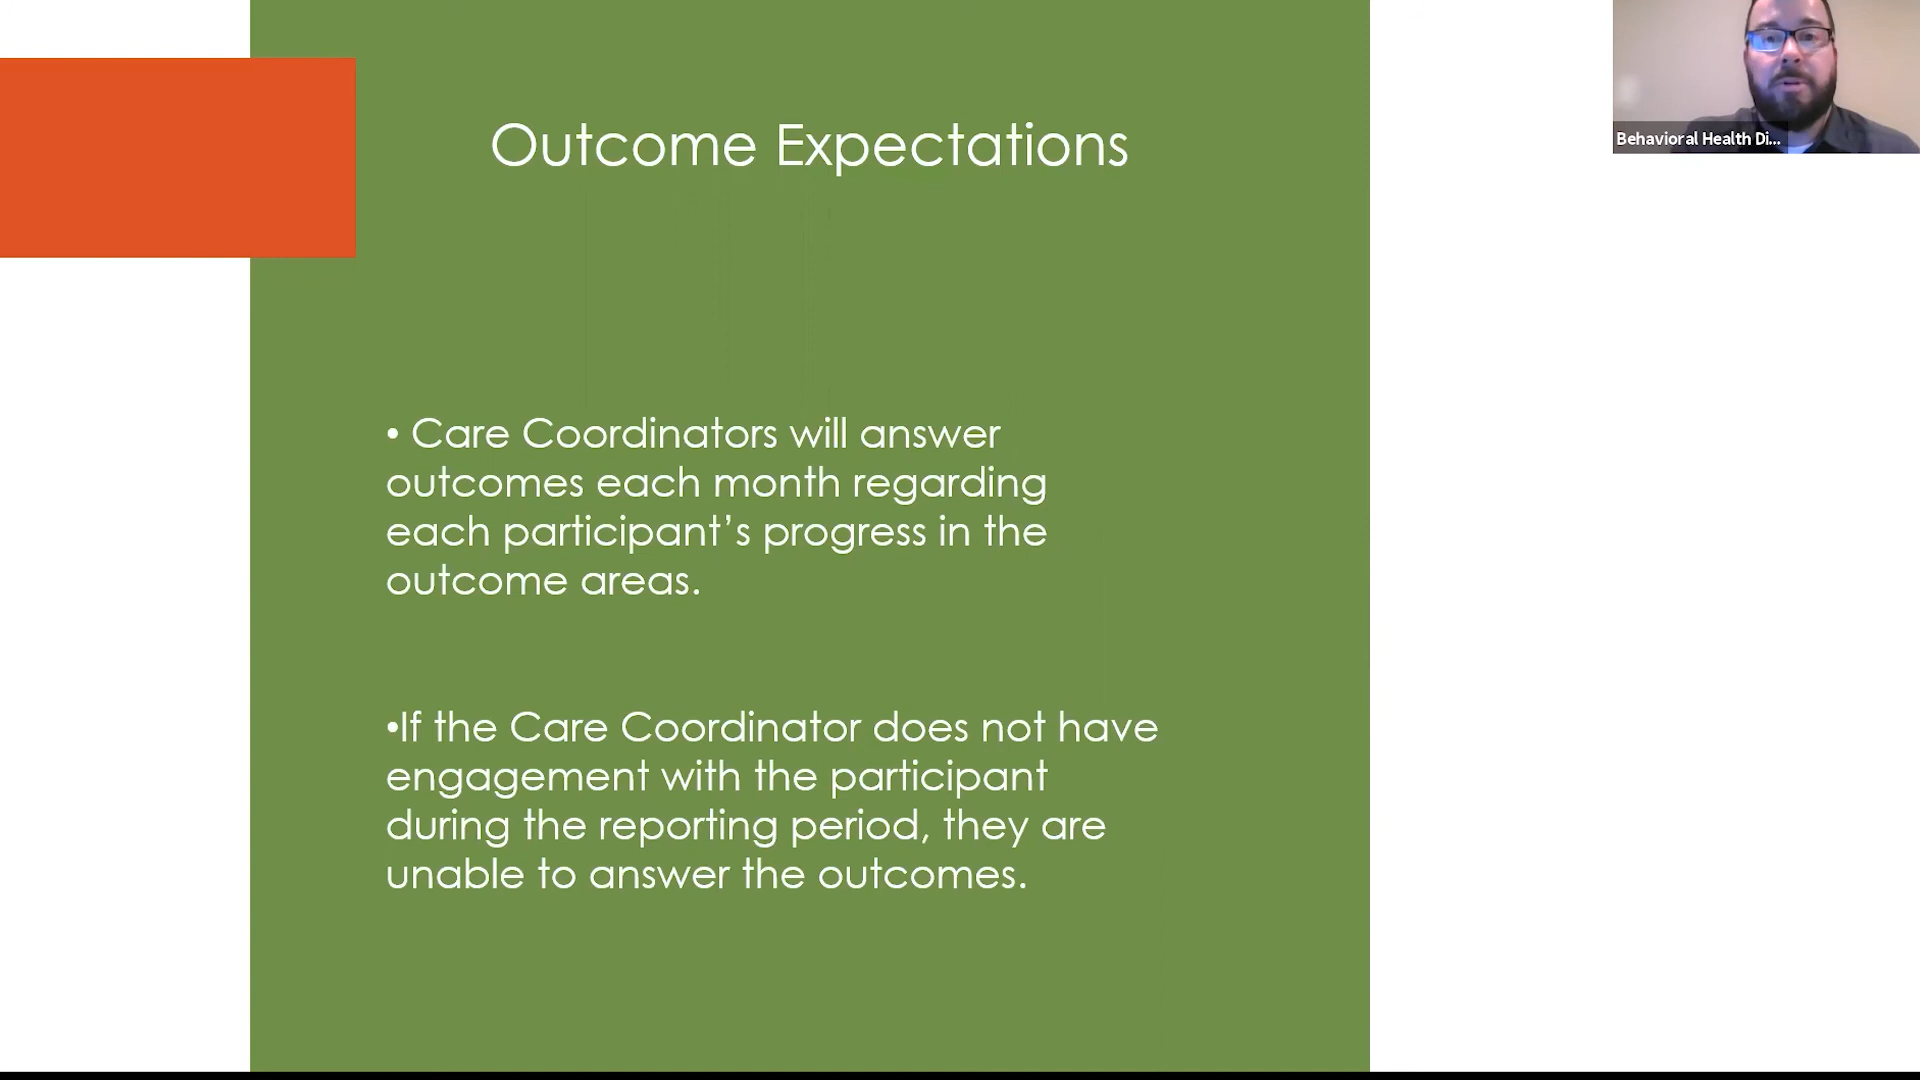 Outcome Expectations
• Care Coordinators will answer
outcomes each month regarding
each participant’s progress in the
outcome areas.
•If the Care Coordinator does not have
engagement with the participant
during the reporting period, they are
unable to answer the outcomes.
Behavioral Health Di...